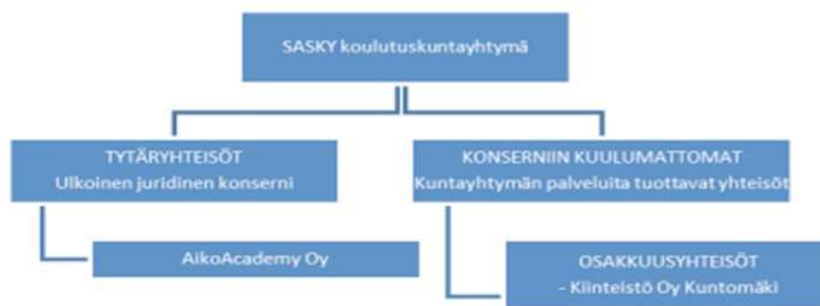 SASKY koulutuskuntayhtymä
TYTÄRYHTEISÖT
Ulkoinen juridinen konserni
KONSERNIIN KUULUMATTOMAT
Kuntayhtymän palveluita tuottavat yhteisöt
AikoAcademy Oy
OSAKKUUSYHTEISÖT
- Kiinteistö Oy Kuntomäki